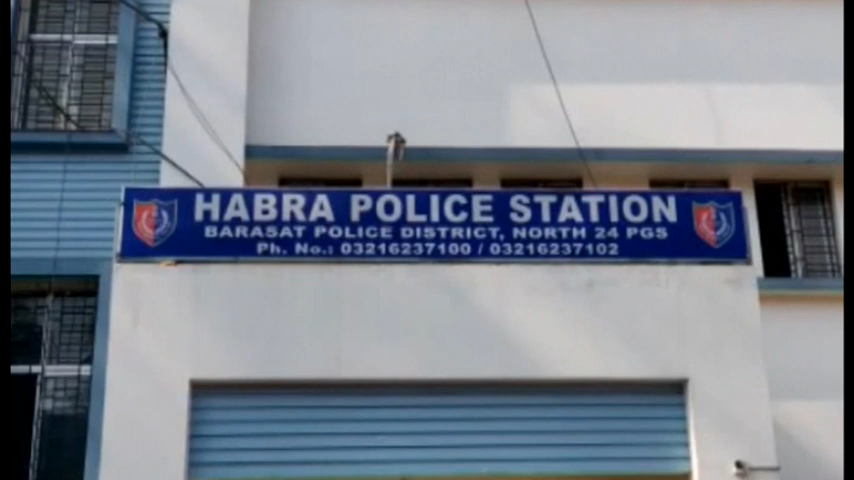 HABRA POLICE STATION
BARASAT POLICE DISTRICT, NORTH 24 PGS
Ph. No.: 03216237100 / 03216237102